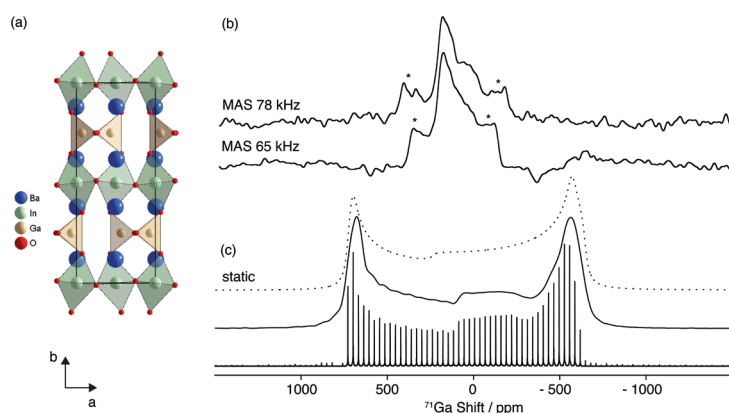 (a)
(b)
MAS 78 kHz
* *
MAS 65 kHz
* *
Ba
In
Ga
O
(c)
static
b
a
1000 500 0 - 500 - 1000
⁷¹Ga Shift / ppm